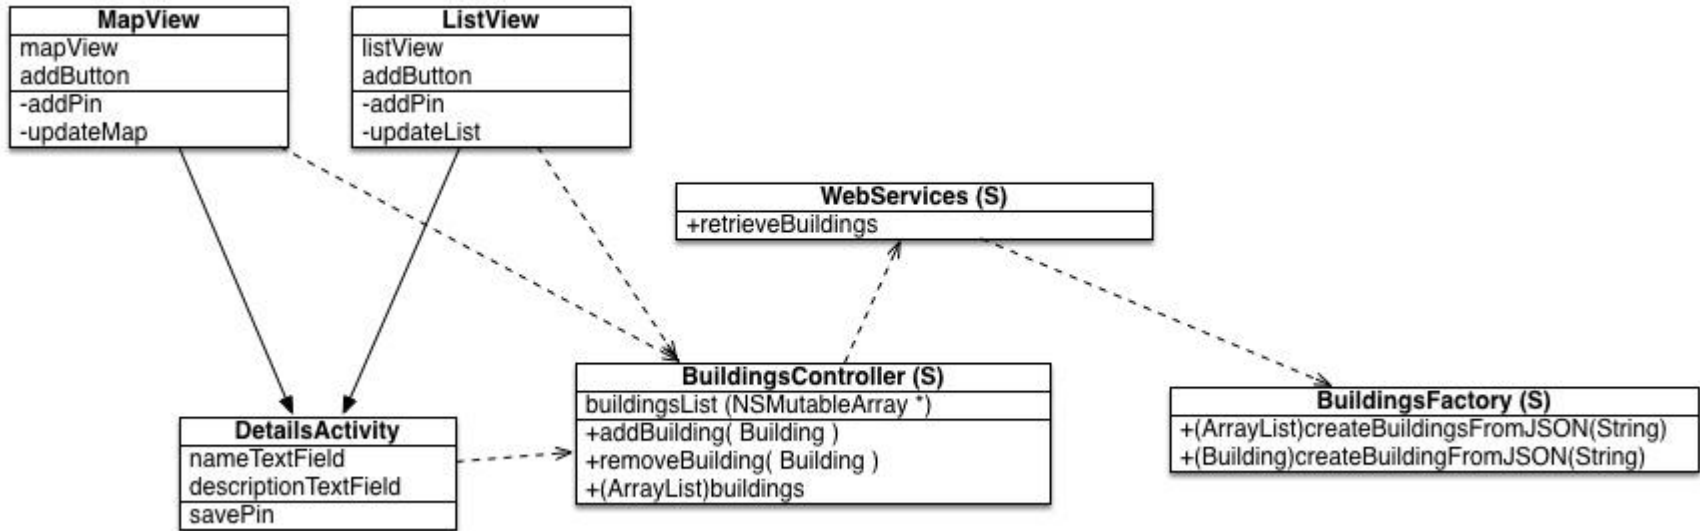 MapView
mapView
addButton
-addPin
-updateMap
ListView
listView
addButton
-addPin
-updateList
WebServices (S)
+retrieveBuildings
DetailsActivity
nameTextField
descriptionTextField
savePin
BuildingsController (S)
buildingsList (NSMutableArray *)
+addBuilding( Building )
+removeBuilding( Building )
+(ArrayList)buildings
BuildingsFactory (S)
+(ArrayList)createBuildingsFromJSON(String)
+(Building)createBuildingFromJSON(String)